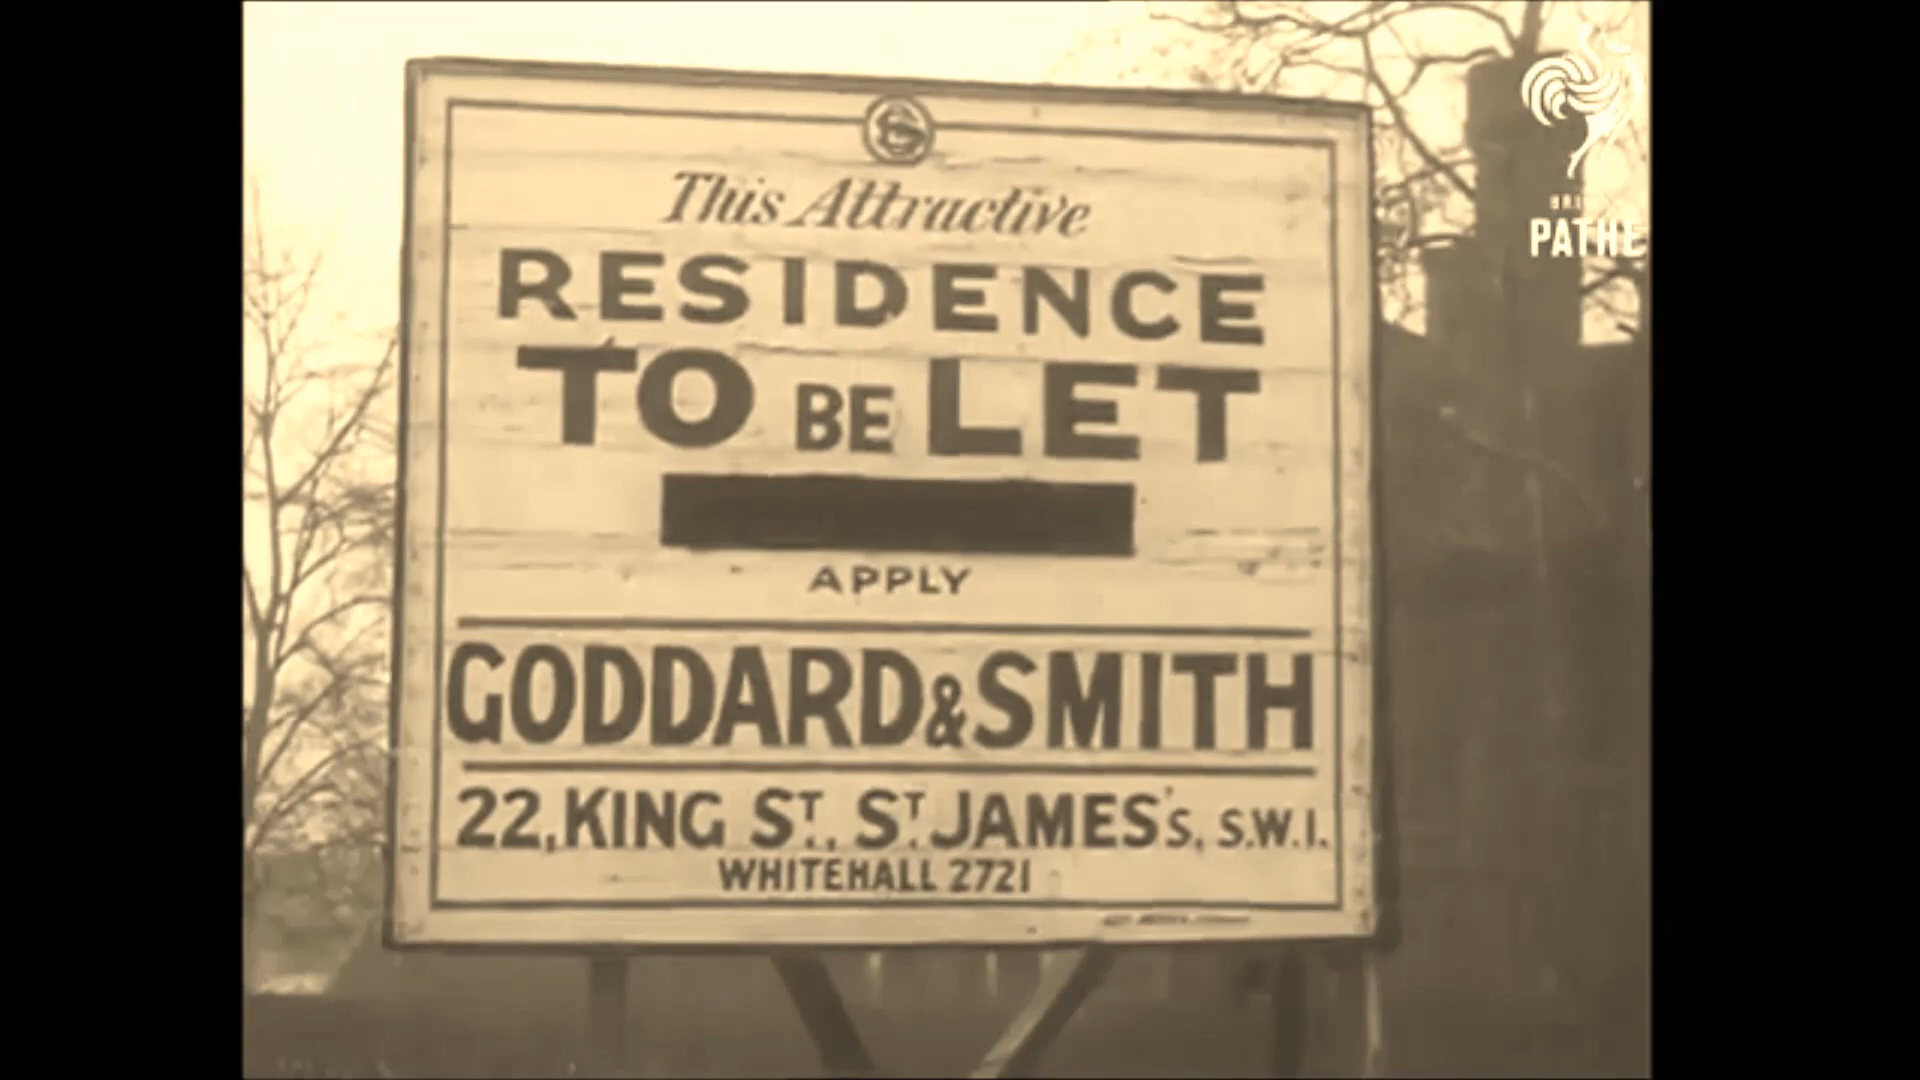 This Attractive
RESIDENCE
TO BE LET
APPLY
GODDARD & SMITH
22, KING ST. ST JAMES'S, S.W.1.
WHITEHALL 2721
PATHE